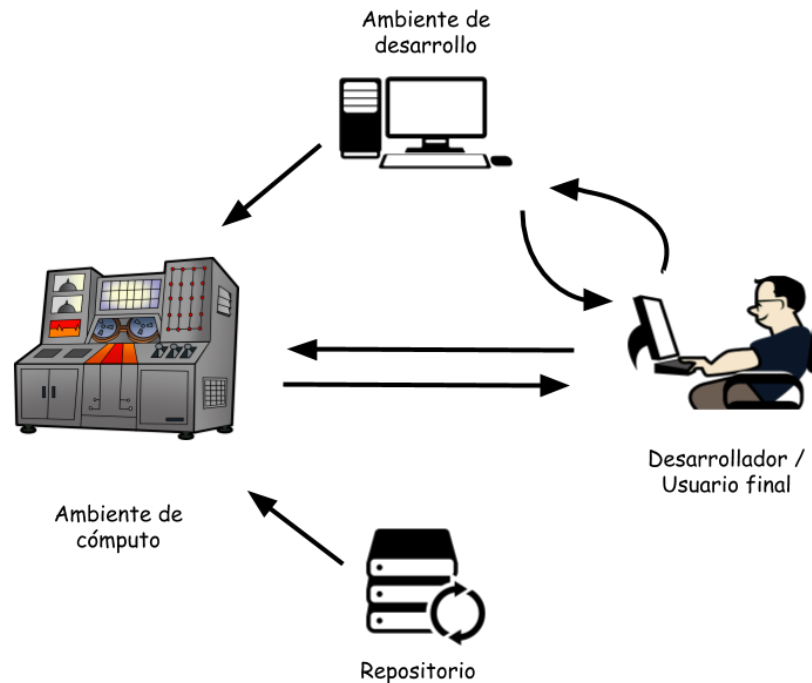 Ambiente de
desarrollo
Desarrollador /
Usuario final
Ambiente de
cómputo
Repositorio